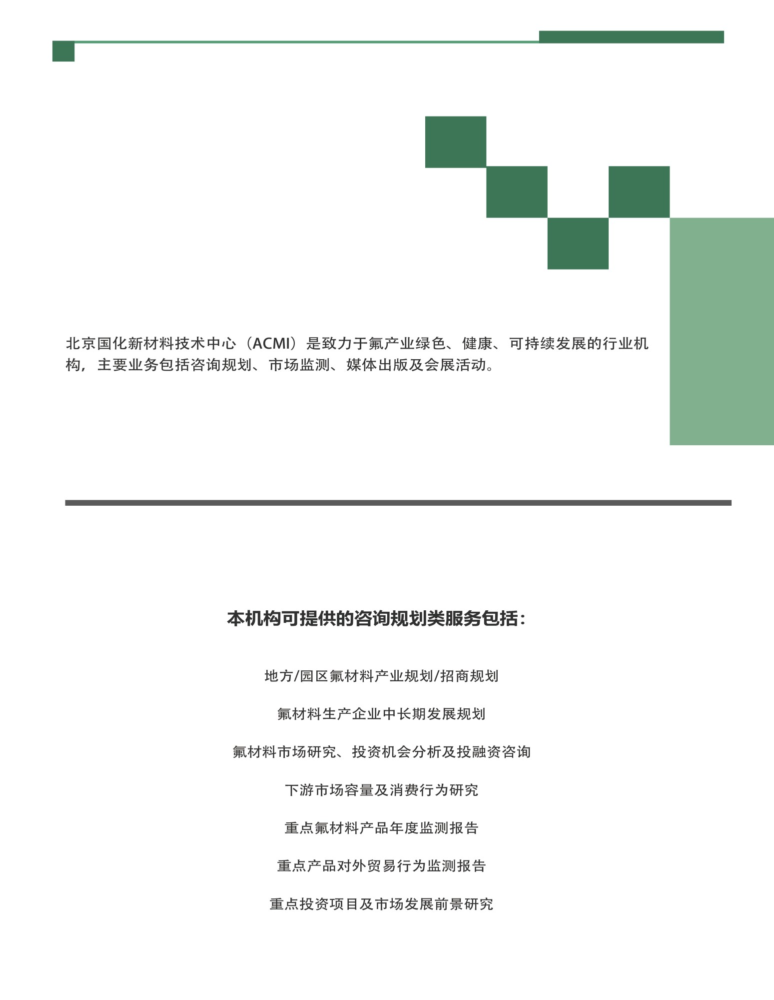 北京国化新材料技术中心（ACMI）是致力于氟产业绿色、健康、可持续发展的行业机
构，主要业务包括咨询规划、市场监测、媒体出版及会展活动。
本机构可提供的咨询规划类服务包括：
地方/园区氟材料产业规划/招商规划
氟材料生产企业中长期发展规划
氟材料市场研究、投资机会分析及投融资咨询
下游市场容量及消费行为研究
重点氟材料产品年度监测报告
重点产品对外贸易行为监测报告
重点投资项目及市场发展前景研究